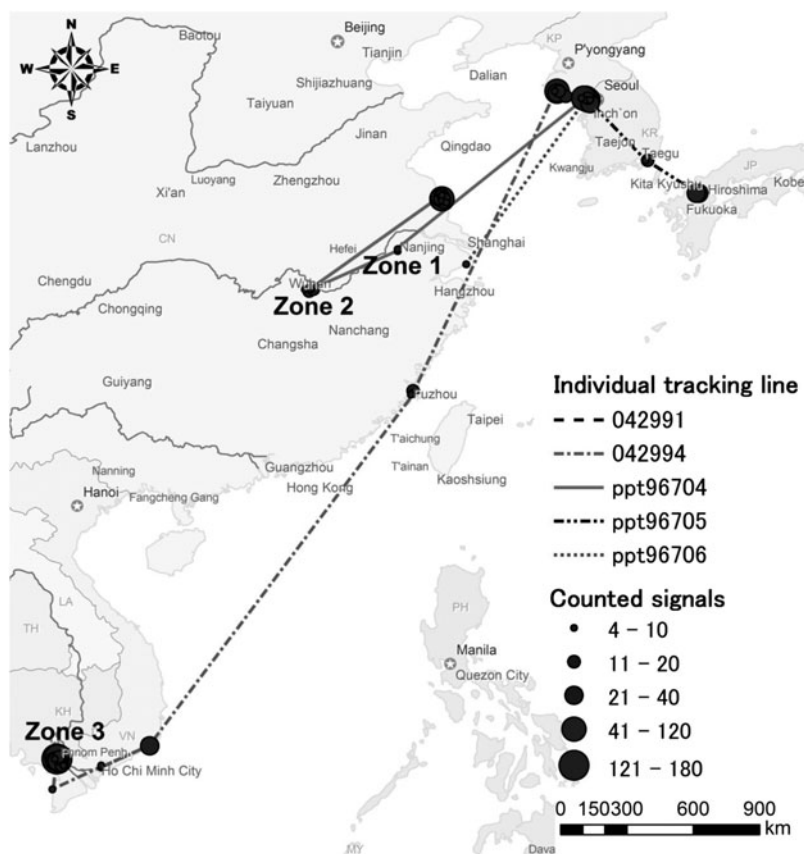 N
W E
S
Baotou
Beijing
Tianjin
KP
P'yongyang
Shijiazhuang
Dalian
Seoul
Taiyuan
Inch`on
Lanzhou
Jinan
Qingdao
Taejon
KR
Taegu
JP
Xi'an
Luoyang
Zhengzhou
Kwangju
Kita Kyushu
Hiroshima
Kobe
Fukuoka
CN
Hefei
Nanjing
Shanghai
Zone 1
Chengdu
Wuhan
Hangzhou
Zone 2
Chongqing
Nanchang
Changsha
Guiyang
Fuzhou
Taipei
T'aichung
Nanning
Guangzhou
T'ainan
Hanoi
Fangcheng Gang
Hong Kong
Kaoshsiung
LA
TH
PH
Manila
Quezon City
KH
Zone 3
VN
Pnnom Penh
Ho Chi Minh City
MY
Dava
Individual tracking line
042991
042994
ppt96704
ppt96705
ppt96706
Counted signals
4 – 10
11 – 20
21 – 40
41 – 120
121 – 180
0 150300 600 900
km